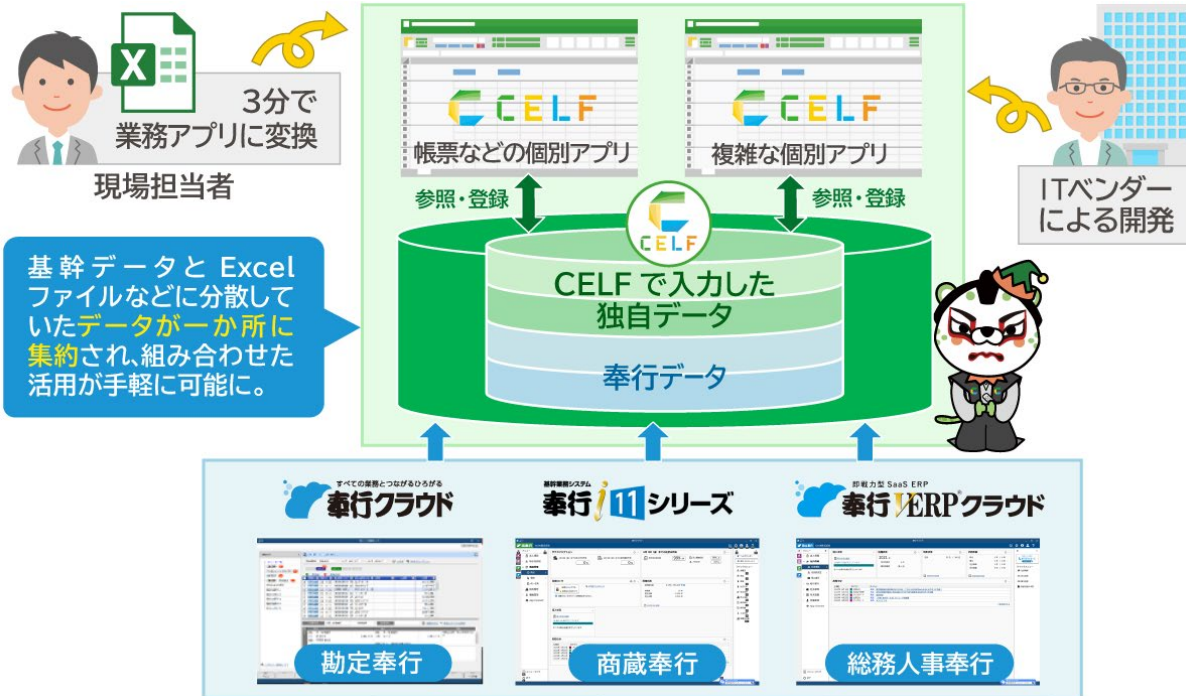 3分で
業務アプリに変換
現場担当者
CELF
帳票などの個別アプリ
CELF
複雑な個別アプリ
ITベンダー
による開発
参照・登録
参照・登録
CELF
CELF で入力した
独自データ
奉行データ
基幹データと Excel
ファイルなどに分散して
いたデータが一か所に
集約され、組み合わせた
活用が手軽に可能に。
すべての業務とつながるひろがる
奉行クラウド
基幹業務システム
奉行 i 11 シリーズ
即戦力型 SaaS ERP
奉行 V ERP クラウド
勘定奉行
商蔵奉行
総務人事奉行